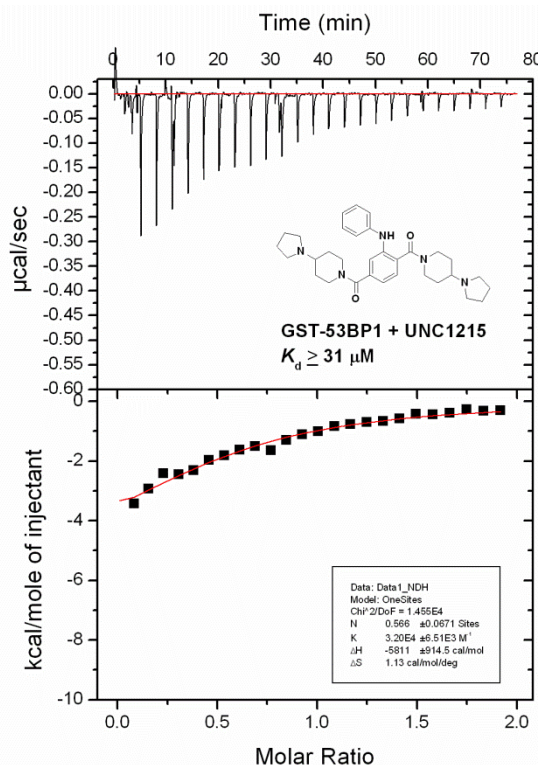 Time (min)
0 10 20 30 40 50 60 70 80
0.00
-0.05
-0.10
-0.15
-0.20
-0.25
-0.30
-0.35
-0.40
-0.45
-0.50
-0.55
-0.60
µcal/sec
NH
O
N
N
N
N
O
GST-53BP1 + UNC1215
Kd ≥ 31 µM
0
-2
-4
-6
-8
-10
kcal/mole of injectant
Data: Data1_NDH
Model: OneSites
Chi^2/DoF = 1.455E4
N 0.566 ±0.0671 Sites
K 3.20E4 ±6.51E3 M⁻¹
ΔH -5811 ±914.5 cal/mol
ΔS 1.13 cal/mol/deg
0.0 0.5 1.0 1.5 2.0
Molar Ratio